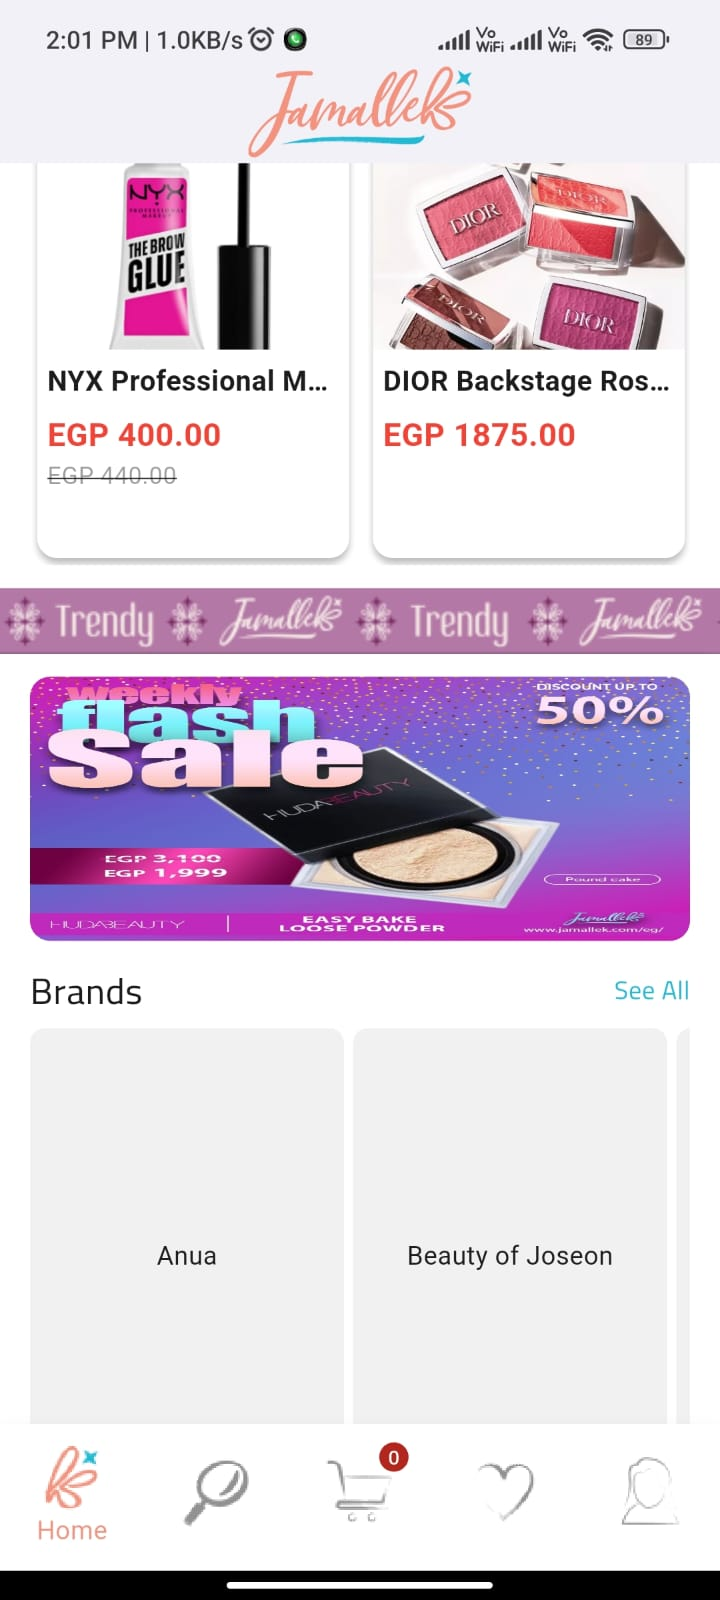 2:01 PM | 1.0KB/s
Vo WiFi Vo WiFi 89
Jamallek
NYX
PROFESSIONAL MAKEUP
THE BROW GLUE
DIOR
DIOR
DIOR
DIOR
NYX Professional M...
DIOR Backstage Ros...
EGP 400.00
EGP 1875.00
EGP 440.00
Trendy Jamallek Trendy Jamallek
weekly
flash
Sale
DISCOUNT UP TO
50%
HUDABEAUTY
EGP 3,100
EGP 1,999
Pound cake
HUDABEAUTY | EASY BAKE
LOOSE POWDER
Jamallek
www.jamallek.com/eg/
Brands
See All
Anua
Beauty of Joseon
0
Home